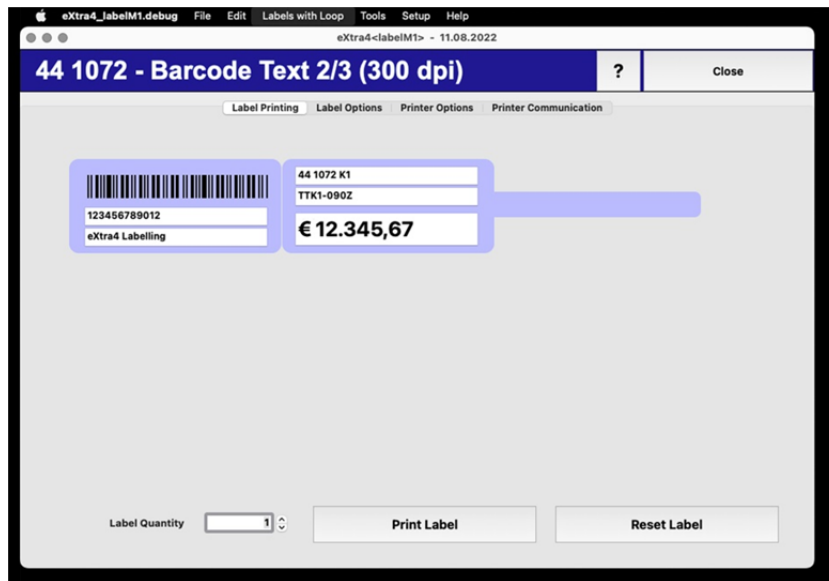 eXtra4_labelM1.debug File Edit Labels with Loop Tools Setup Help
eXtra4<labelM1> - 11.08.2022
44 1072 - Barcode Text 2/3 (300 dpi) ? Close
Label Printing Label Options Printer Options Printer Communication
44 1072 K1
TTK1-090Z
123456789012
eXtra4 Labelling
€ 12.345,67
Label Quantity 1 Print Label Reset Label